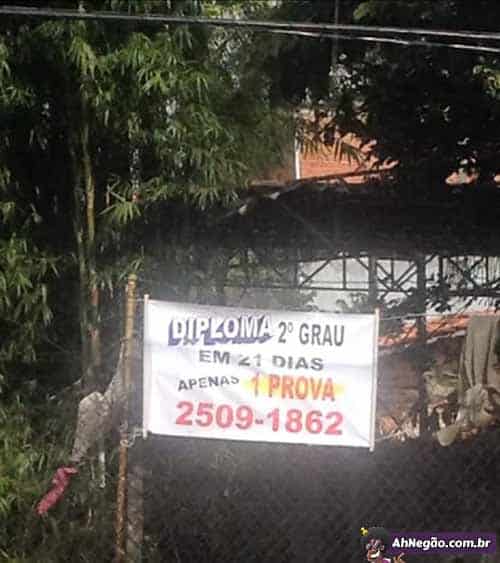 DIPLOMA 2º GRAU
EM 21 DIAS
APENAS 1 PROVA
2509-1862
AhNegão.com.br